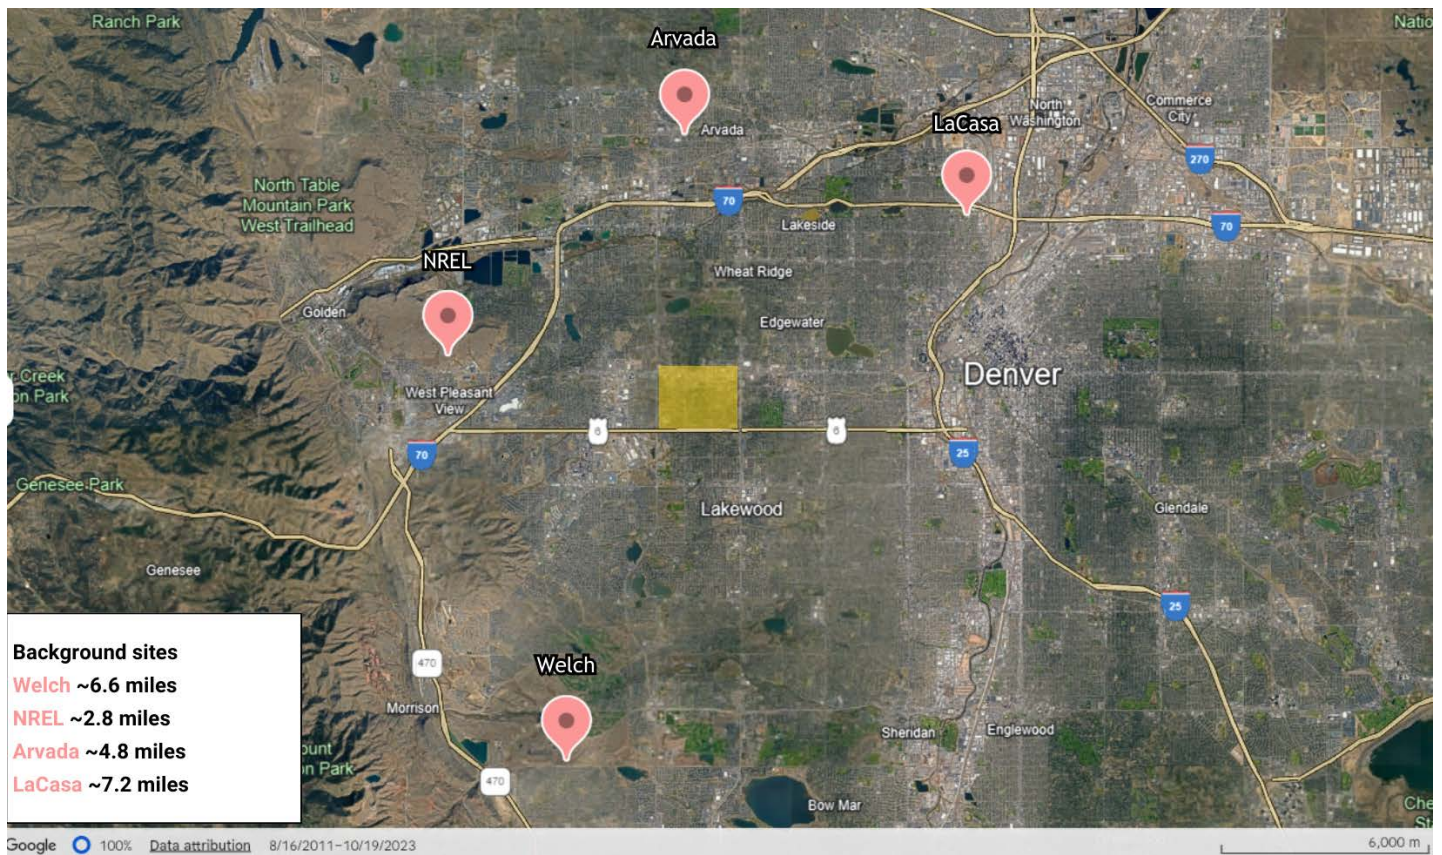 Ranch Park
Natio
Arvada
Arvada
North
Washington
Commerce
City
LaCasa
270
North Table
Mountain Park
West Trailhead
70
Lakeside
70
NREL
Wheat Ridge
Golden
Edgewater
Denver
r Creek
on Park
West Pleasant
View
6
6
70
25
Genesee Park
Lakewood
Glendale
Genesee
25
Background sites
Welch ~6.6 miles
NREL ~2.8 miles
Arvada ~4.8 miles
LaCasa ~7.2 miles
470
Welch
Morrison
Sheridan
Englewood
ount
on Park
470
Bow Mar
Che
St
Google
100%
Data attribution
8/16/2011–10/19/2023
6,000 m